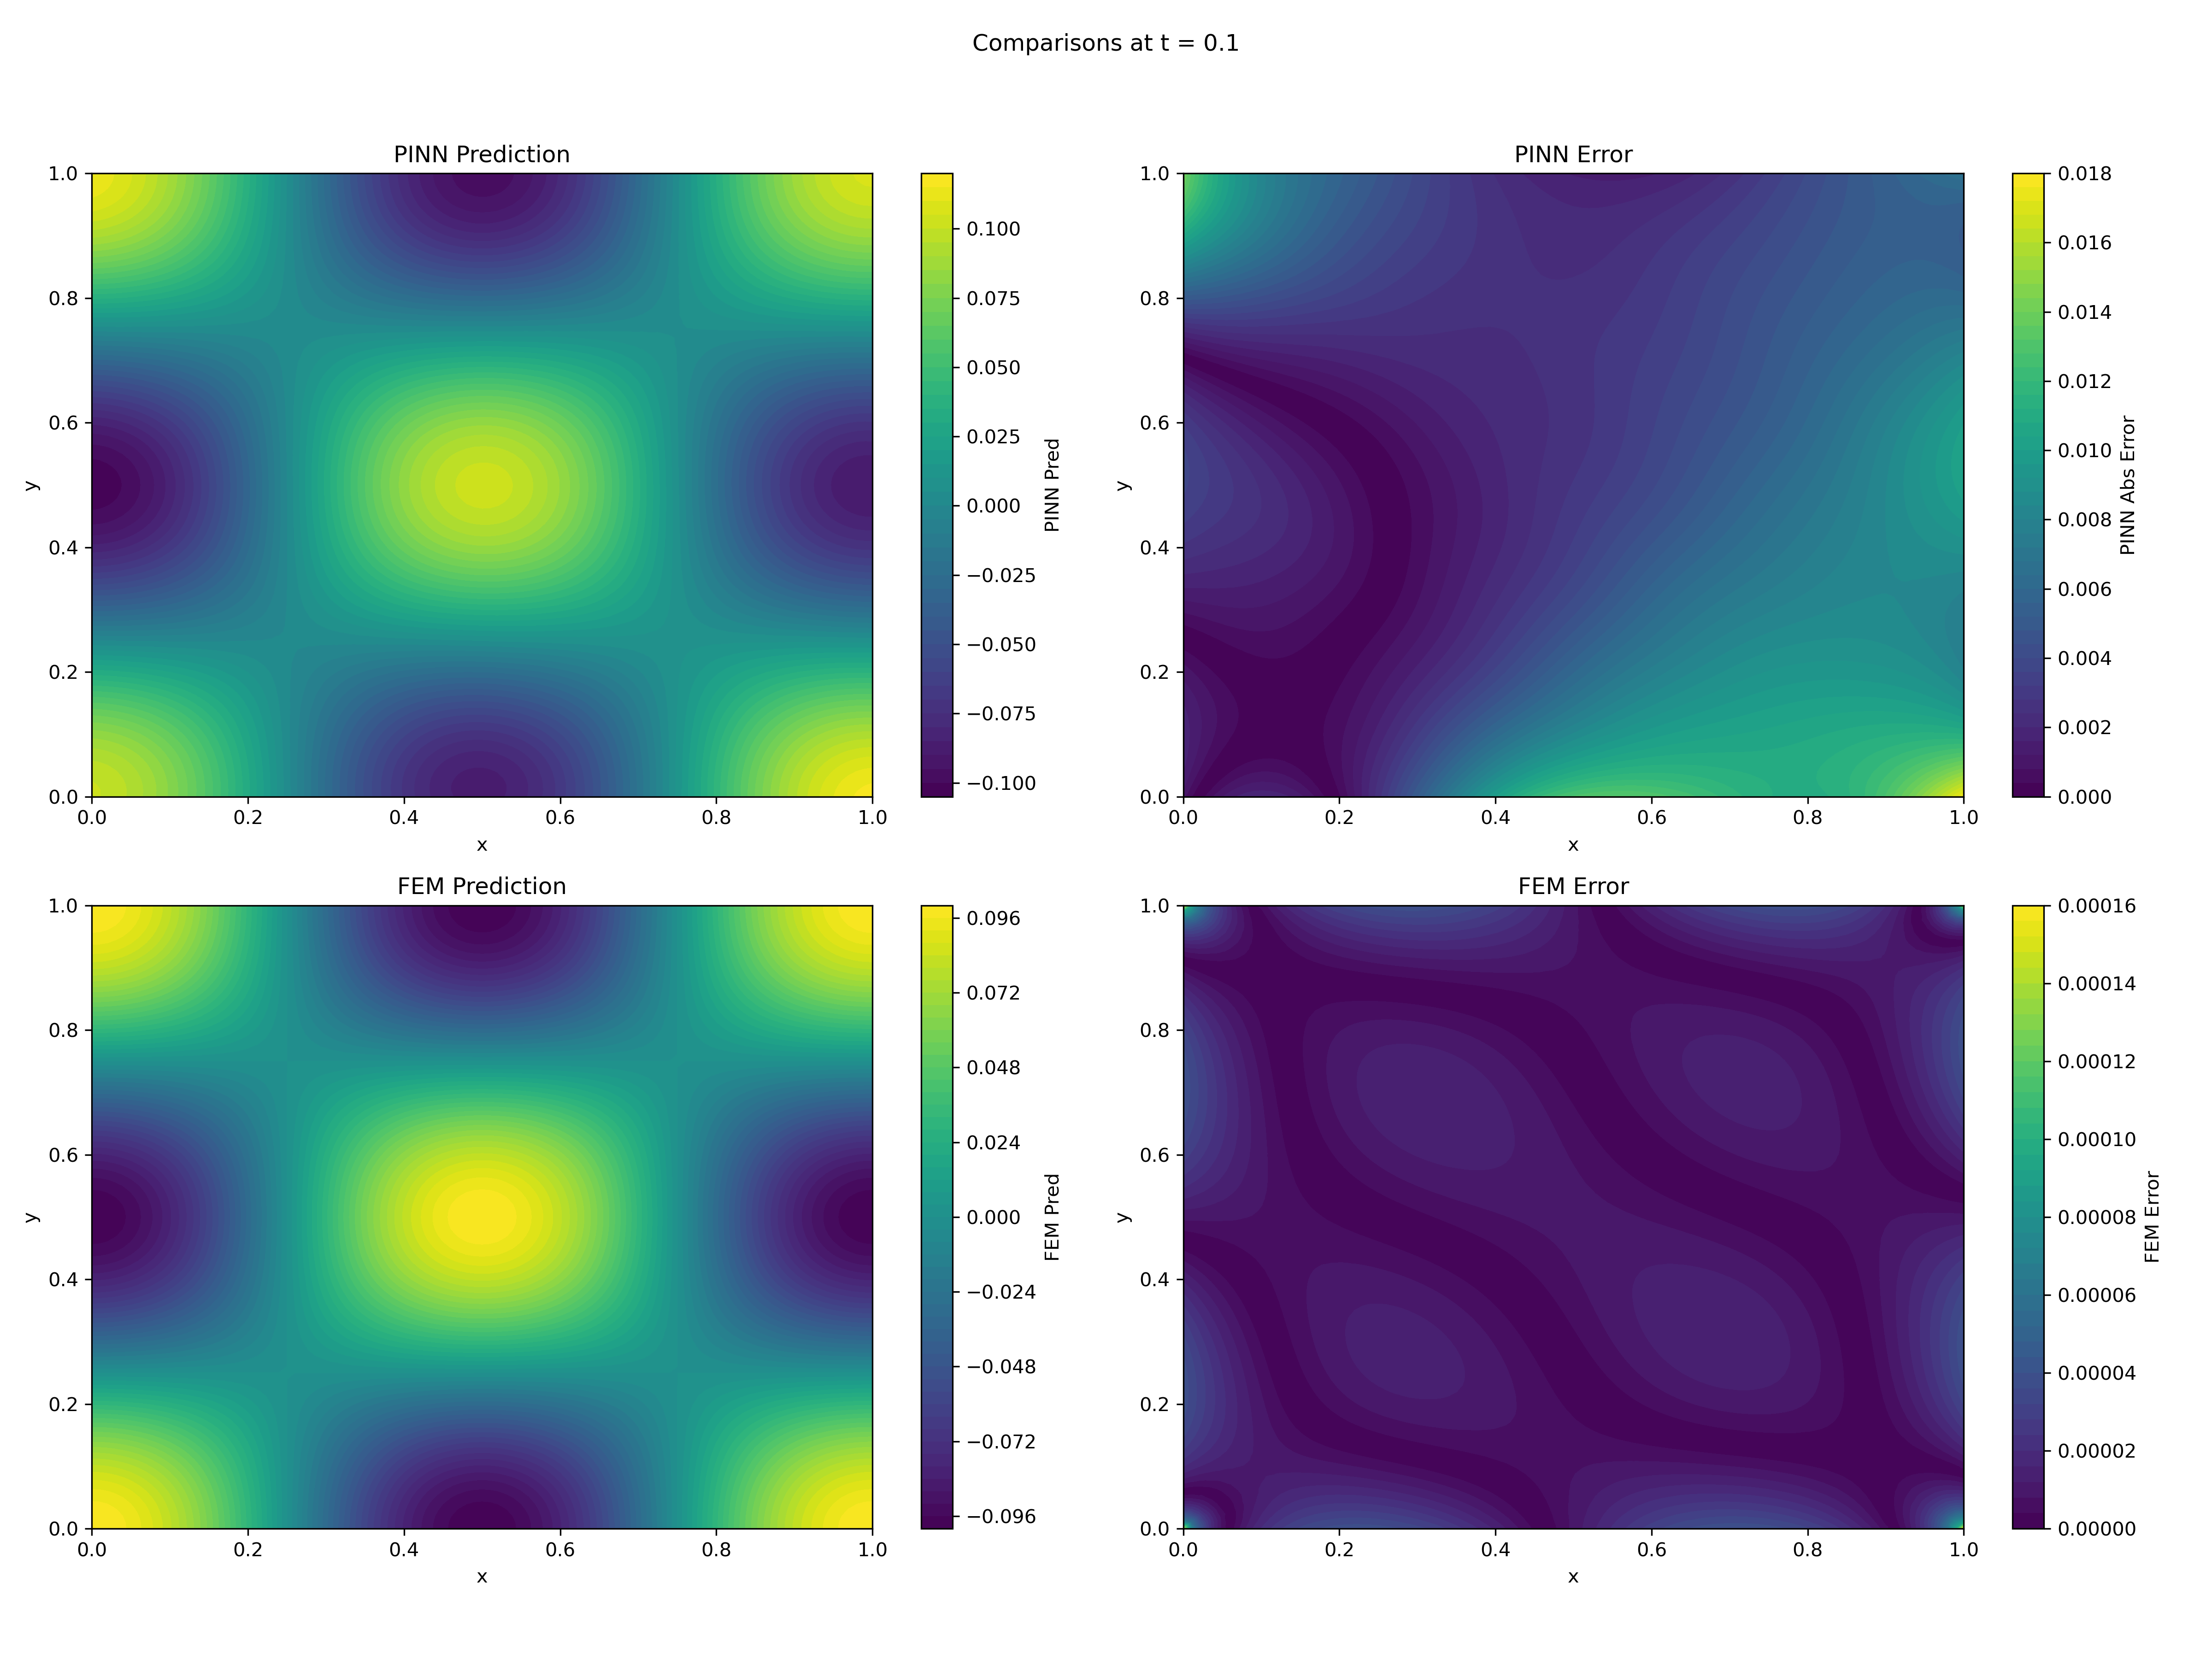 Comparisons at t = 0.1
PINN Prediction
1.0
0.8
0.6
0.4
0.2
0.0
0.0 0.2 0.4 0.6 0.8 1.0
x
y
0.100
0.075
0.050
0.025
0.000
−0.025
−0.050
−0.075
−0.100
PINN Pred
PINN Error
1.0
0.8
0.6
0.4
0.2
0.0
0.0 0.2 0.4 0.6 0.8 1.0
x
y
0.018
0.016
0.014
0.012
0.010
0.008
0.006
0.004
0.002
0.000
PINN Abs Error
FEM Prediction
1.0
0.8
0.6
0.4
0.2
0.0
0.0 0.2 0.4 0.6 0.8 1.0
x
y
0.096
0.072
0.048
0.024
0.000
−0.024
−0.048
−0.072
−0.096
FEM Pred
FEM Error
1.0
0.8
0.6
0.4
0.2
0.0
0.0 0.2 0.4 0.6 0.8 1.0
x
y
0.00016
0.00014
0.00012
0.00010
0.00008
0.00006
0.00004
0.00002
0.00000
FEM Error